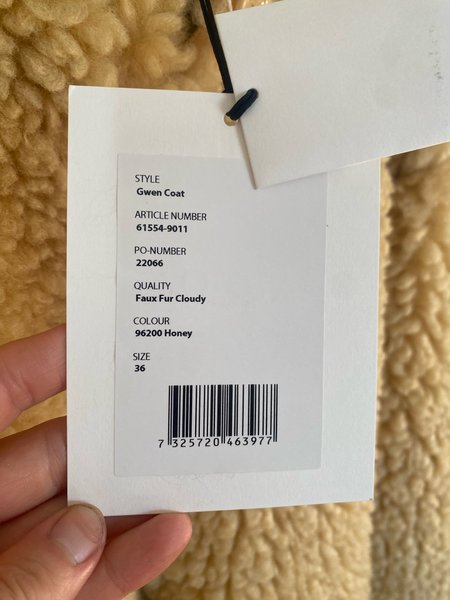 STYLE
Gwen Coat
ARTICLE NUMBER
61554-9011
PO-NUMBER
22066
QUALITY
Faux Fur Cloudy
COLOUR
96200 Honey
SIZE
36
7 325720 463977